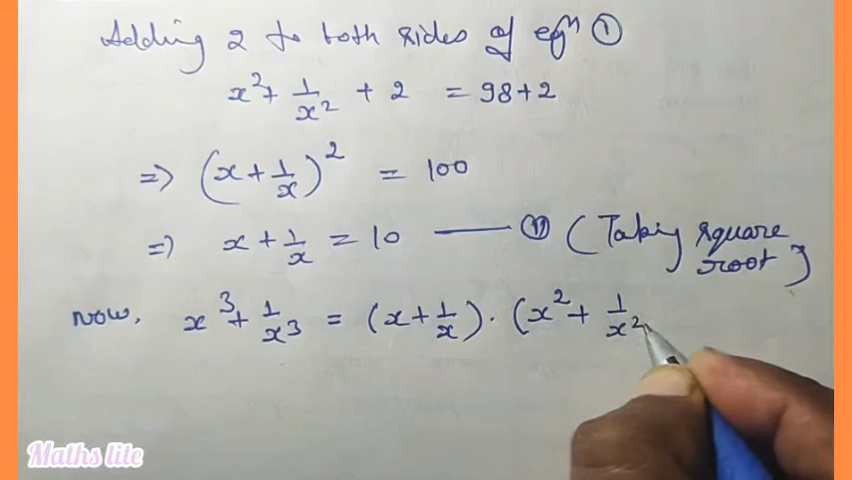 Adding 2 to both sides of eqⁿ ①
x² + 1/x² + 2 = 98 + 2
=> (x + 1/x)² = 100
=> x + 1/x = 10 —— ⑪ (Taking square
root)
Now, x³ + 1/x³ = (x + 1/x) · (x² + 1/x²
Maths lite